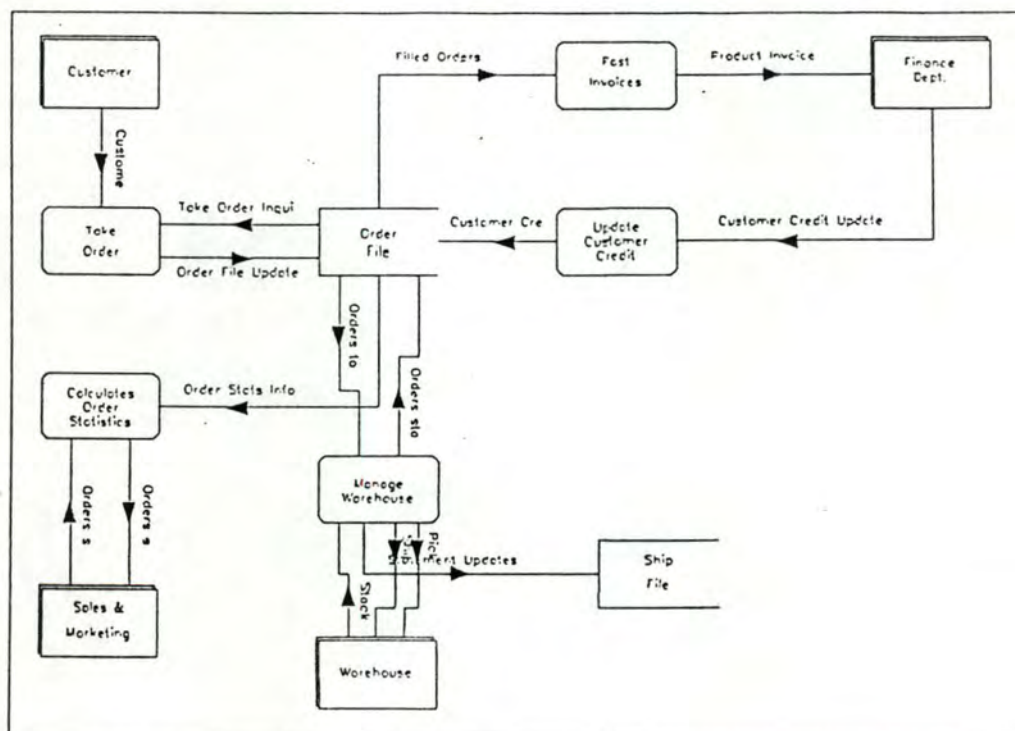 Customer
Filled Orders
Post
Invoices
Product Invoice
Finance
Dept.
Custome
Take Order Inqui
Take
Order
Order File Update
Order
File
Customer Cre
Update
Customer
Credit
Customer Credit Update
Orders to
Orders sta
Order Stats Info
Calculates
Order
Statistics
Orders s
Orders s
Manage
Warehouse
Pick
Shipment Updates
Stock
Ship
File
Sales &
Marketing
Warehouse